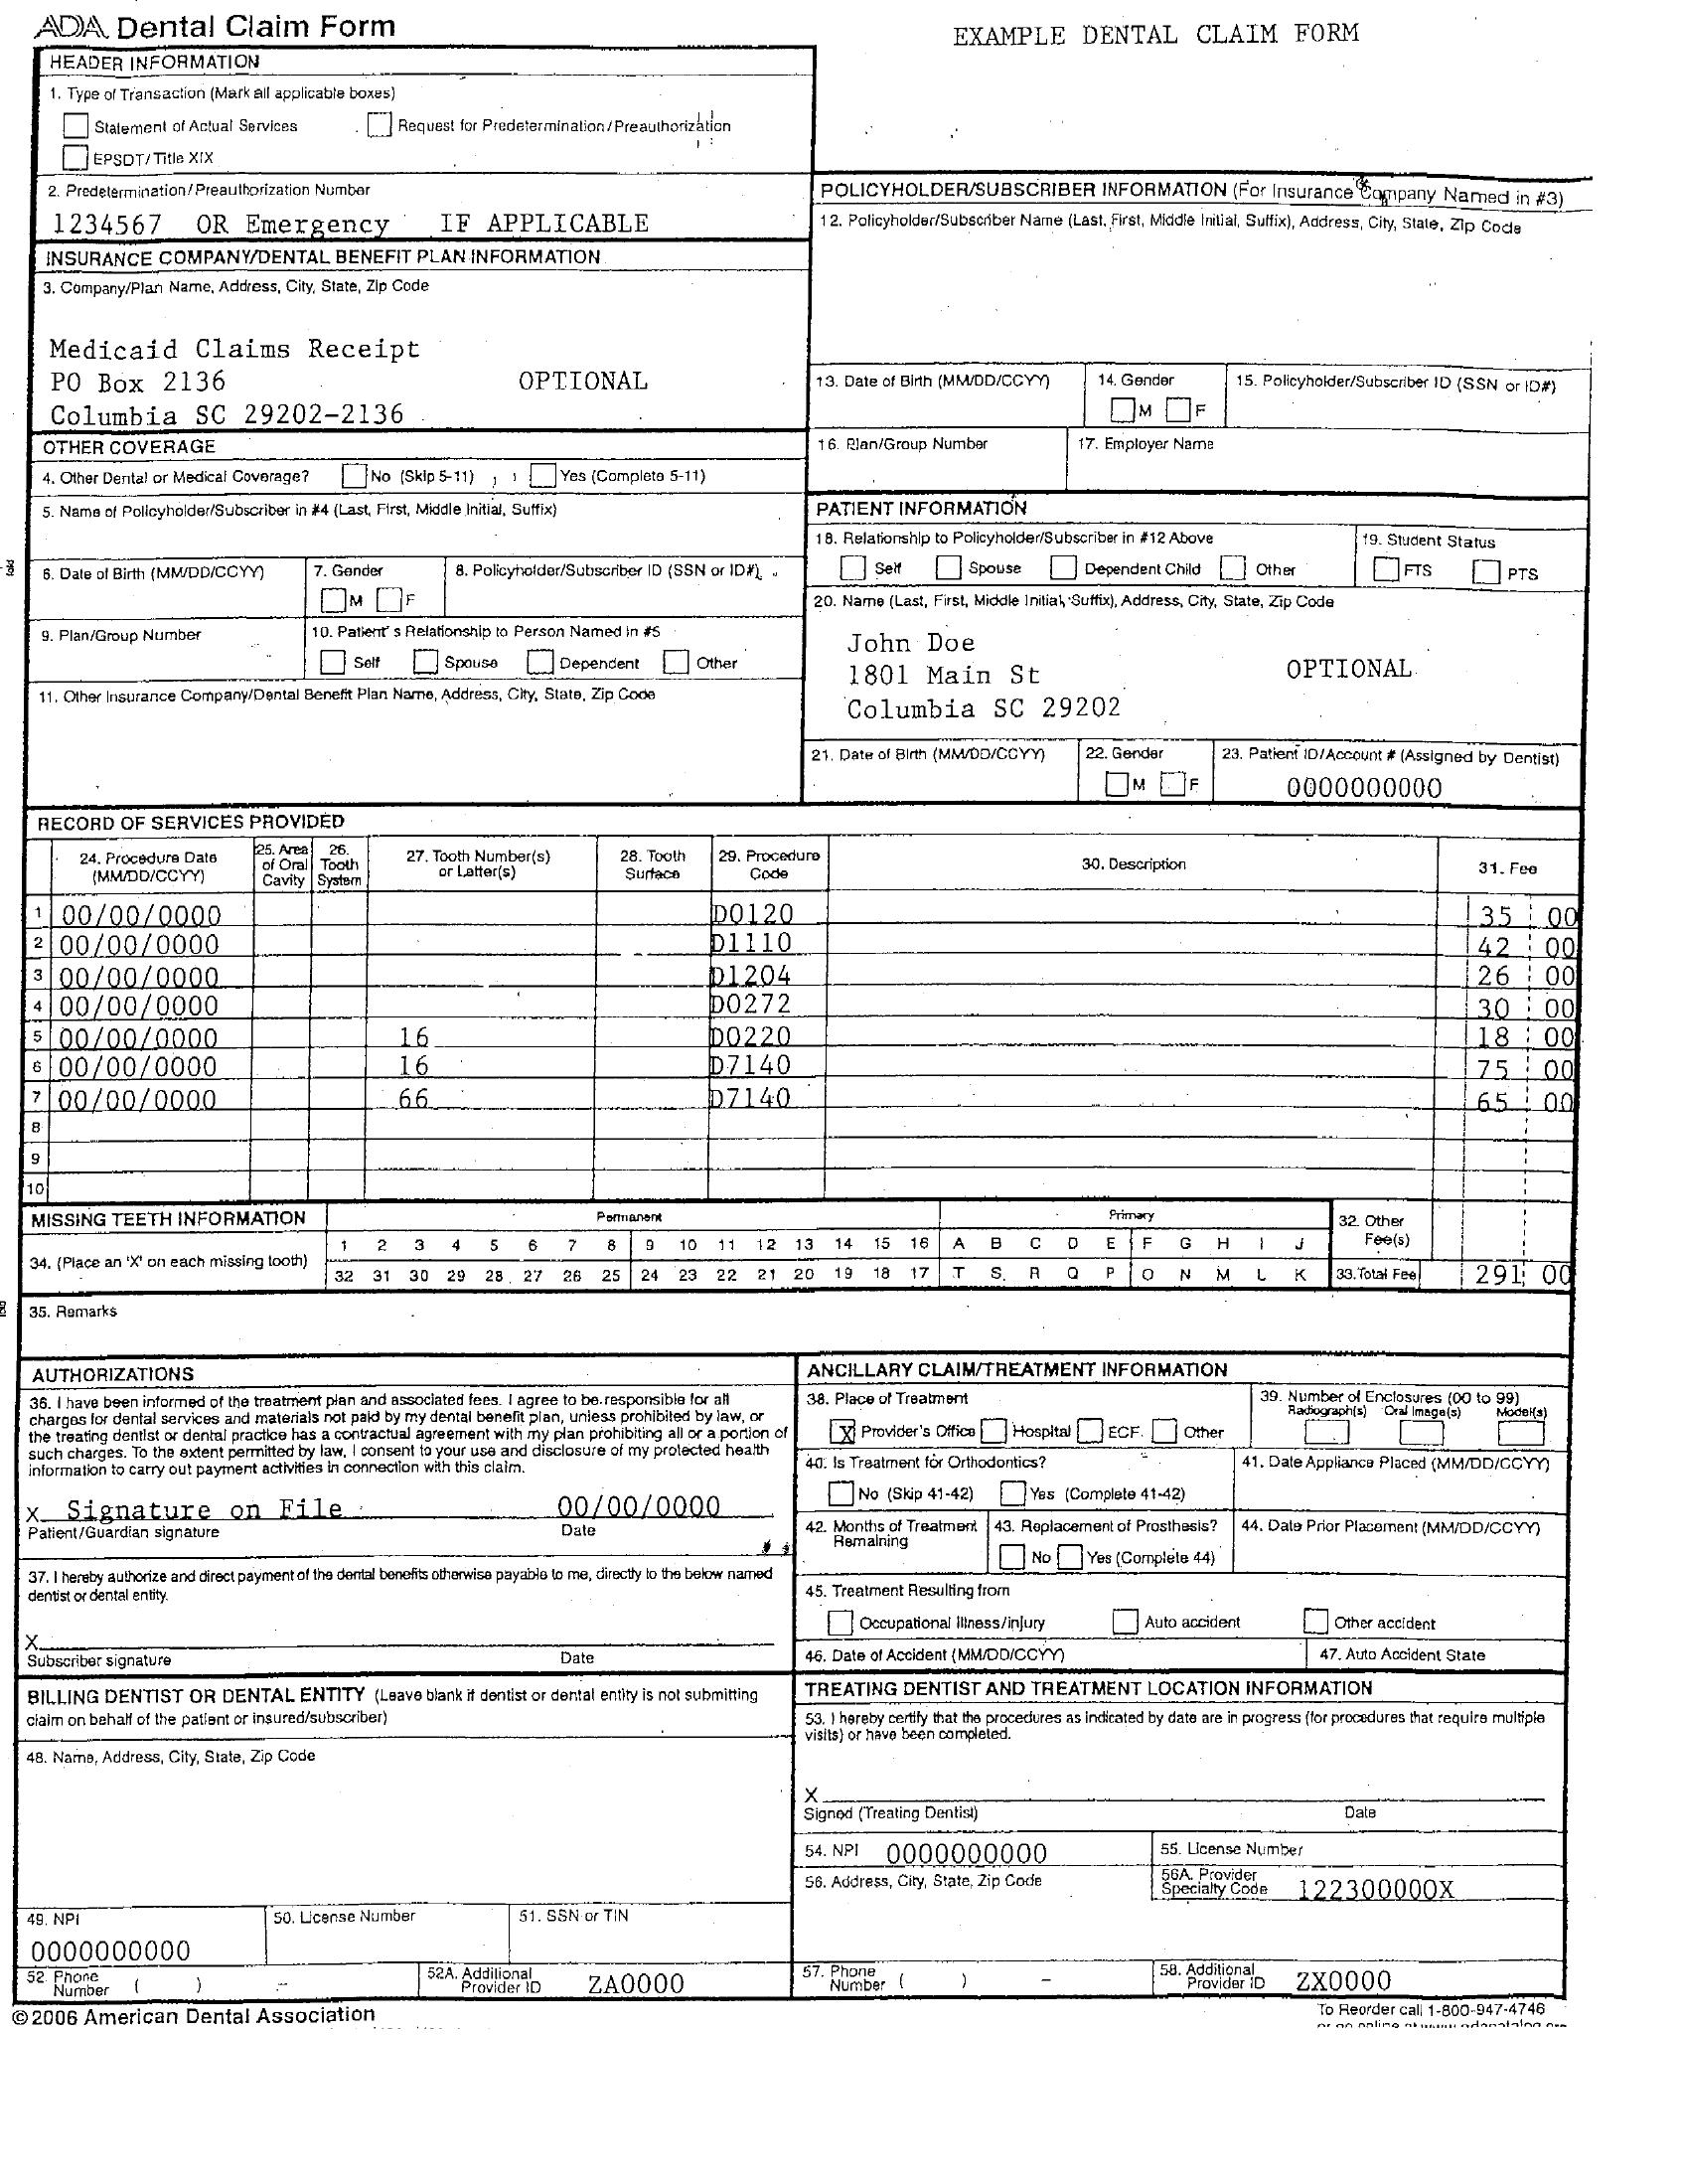 ADA Dental Claim Form
EXAMPLE DENTAL CLAIM FORM
HEADER INFORMATION
1. Type of Transaction (Mark all applicable boxes)
Statement of Actual Services
Request for Predetermination/Preauthorization
EPSDT/Title XIX
2. Predetermination/Preauthorization Number
1234567 OR Emergency IF APPLICABLE
INSURANCE COMPANY/DENTAL BENEFIT PLAN INFORMATION
3. Company/Plan Name, Address, City, State, Zip Code
Medicaid Claims Receipt
PO Box 2136 OPTIONAL
Columbia SC 29202-2136
OTHER COVERAGE
4. Other Dental or Medical Coverage? No (Skip 5-11) Yes (Complete 5-11)
5. Name of Policyholder/Subscriber in #4 (Last, First, Middle Initial, Suffix)
6. Date of Birth (MM/DD/CCYY) 7. Gender 8. Policyholder/Subscriber ID (SSN or ID#)
M F
9. Plan/Group Number 10. Patient's Relationship to Person Named in #5
Self Spouse Dependent Other
11. Other Insurance Company/Dental Benefit Plan Name, Address, City, State, Zip Code
POLICYHOLDER/SUBSCRIBER INFORMATION (For Insurance Company Named in #3)
12. Policyholder/Subscriber Name (Last, First, Middle Initial, Suffix), Address, City, State, Zip Code
13. Date of Birth (MM/DD/CCYY) 14. Gender 15. Policyholder/Subscriber ID (SSN or ID#)
M F
16. Plan/Group Number 17. Employer Name
PATIENT INFORMATION
18. Relationship to Policyholder/Subscriber in #12 Above 19. Student Status
Self Spouse Dependent Child Other FTS PTS
20. Name (Last, First, Middle Initial, Suffix), Address, City, State, Zip Code
John Doe
1801 Main St OPTIONAL
Columbia SC 29202
21. Date of Birth (MM/DD/CCYY) 22. Gender 23. Patient ID/Account # (Assigned by Dentist)
M F 0000000000
RECORD OF SERVICES PROVIDED
24. Procedure Date (MM/DD/CCYY) 25. Area of Oral Cavity 26. Tooth System 27. Tooth Number(s) or Letter(s) 28. Tooth Surface 29. Procedure Code 30. Description 31. Fee
1 00/00/0000 D0120 35 00
2 00/00/0000 D1110 42 00
3 00/00/0000 D1204 26 00
4 00/00/0000 D0272 30 00
5 00/00/0000 16 D0220 18 00
6 00/00/0000 16 D7140 75 00
7 00/00/0000 66 D7140 65 00
8
9
10
MISSING TEETH INFORMATION Permanent Primary 32. Other Fee(s)
34. (Place an 'X' on each missing tooth)
1 2 3 4 5 6 7 8 9 10 11 12 13 14 15 16 A B C D E F G H I J
32 31 30 29 28 27 26 25 24 23 22 21 20 19 18 17 T S R Q P O N M L K 33.Total Fee 291 00
35. Remarks
AUTHORIZATIONS
36. I have been informed of the treatment plan and associated fees. I agree to be responsible for all
charges for dental services and materials not paid by my dental benefit plan, unless prohibited by law, or
the treating dentist or dental practice has a contractual agreement with my plan prohibiting all or a portion of
such charges. To the extent permitted by law, I consent to your use and disclosure of my protected health
information to carry out payment activities in connection with this claim.
X Signature on File 00/00/0000
Patient/Guardian signature Date
37. I hereby authorize and direct payment of the dental benefits otherwise payable to me, directly to the below named
dentist or dental entity.
X
Subscriber signature Date
ANCILLARY CLAIM/TREATMENT INFORMATION
38. Place of Treatment 39. Number of Enclosures (00 to 99)
Radiograph(s) Oral Image(s) Model(s)
X Provider's Office Hospital ECF Other
40. Is Treatment for Orthodontics? 41. Date Appliance Placed (MM/DD/CCYY)
No (Skip 41-42) Yes (Complete 41-42)
42. Months of Treatment Remaining 43. Replacement of Prosthesis? 44. Date Prior Placement (MM/DD/CCYY)
No Yes (Complete 44)
45. Treatment Resulting from
Occupational illness/injury Auto accident Other accident
46. Date of Accident (MM/DD/CCYY) 47. Auto Accident State
BILLING DENTIST OR DENTAL ENTITY (Leave blank if dentist or dental entity is not submitting
claim on behalf of the patient or insured/subscriber)
48. Name, Address, City, State, Zip Code
49. NPI 50. License Number 51. SSN or TIN
0000000000
52. Phone Number ( ) - 52A. Additional Provider ID ZA0000
TREATING DENTIST AND TREATMENT LOCATION INFORMATION
53. I hereby certify that the procedures as indicated by date are in progress (for procedures that require multiple
visits) or have been completed.
X
Signed (Treating Dentist) Date
54. NPI 0000000000 55. License Number
56. Address, City, State, Zip Code 56A. Provider Specialty Code 122300000X
57. Phone Number ( ) - 58. Additional Provider ID ZX0000
©2006 American Dental Association
To Reorder call 1-800-947-4746